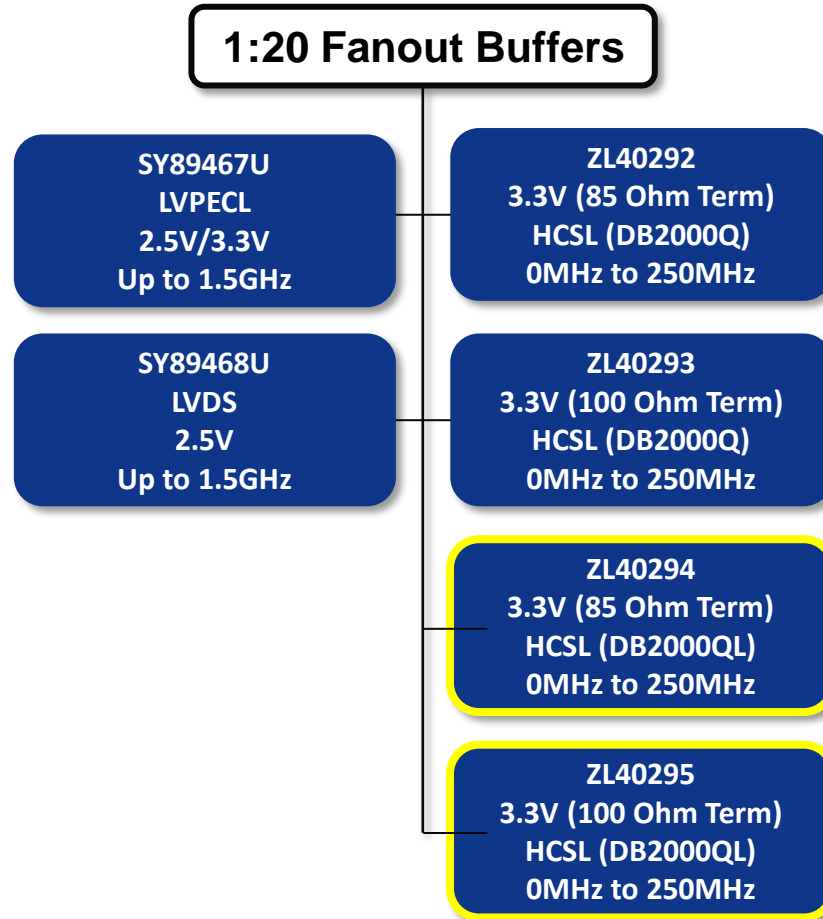 1:20 Fanout Buffers
SY89467U
LVPECL
2.5V/3.3V
Up to 1.5GHz
ZL40292
3.3V (85 Ohm Term)
HCSL (DB2000Q)
0MHz to 250MHz
SY89468U
LVDS
2.5V
Up to 1.5GHz
ZL40293
3.3V (100 Ohm Term)
HCSL (DB2000Q)
0MHz to 250MHz
ZL40294
3.3V (85 Ohm Term)
HCSL (DB2000QL)
0MHz to 250MHz
ZL40295
3.3V (100 Ohm Term)
HCSL (DB2000QL)
0MHz to 250MHz